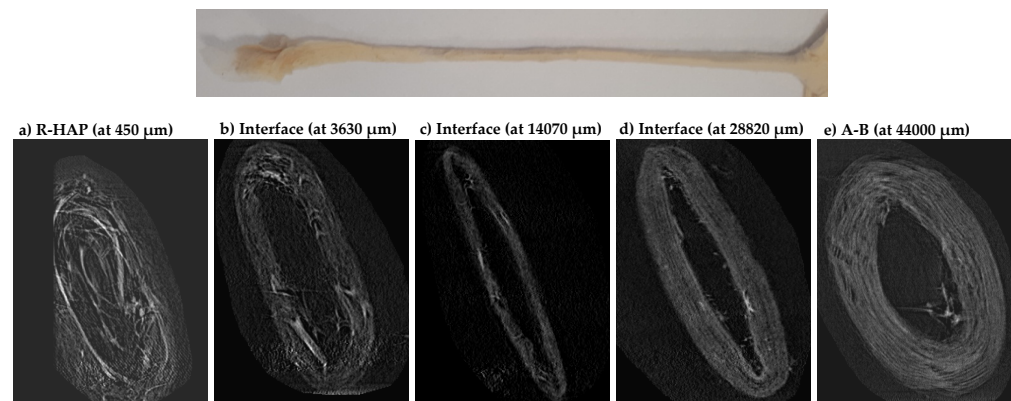 a) R-HAP (at 450 μm)
b) Interface (at 3630 μm)
c) Interface (at 14070 μm)
d) Interface (at 28820 μm)
e) A-B (at 44000 μm)